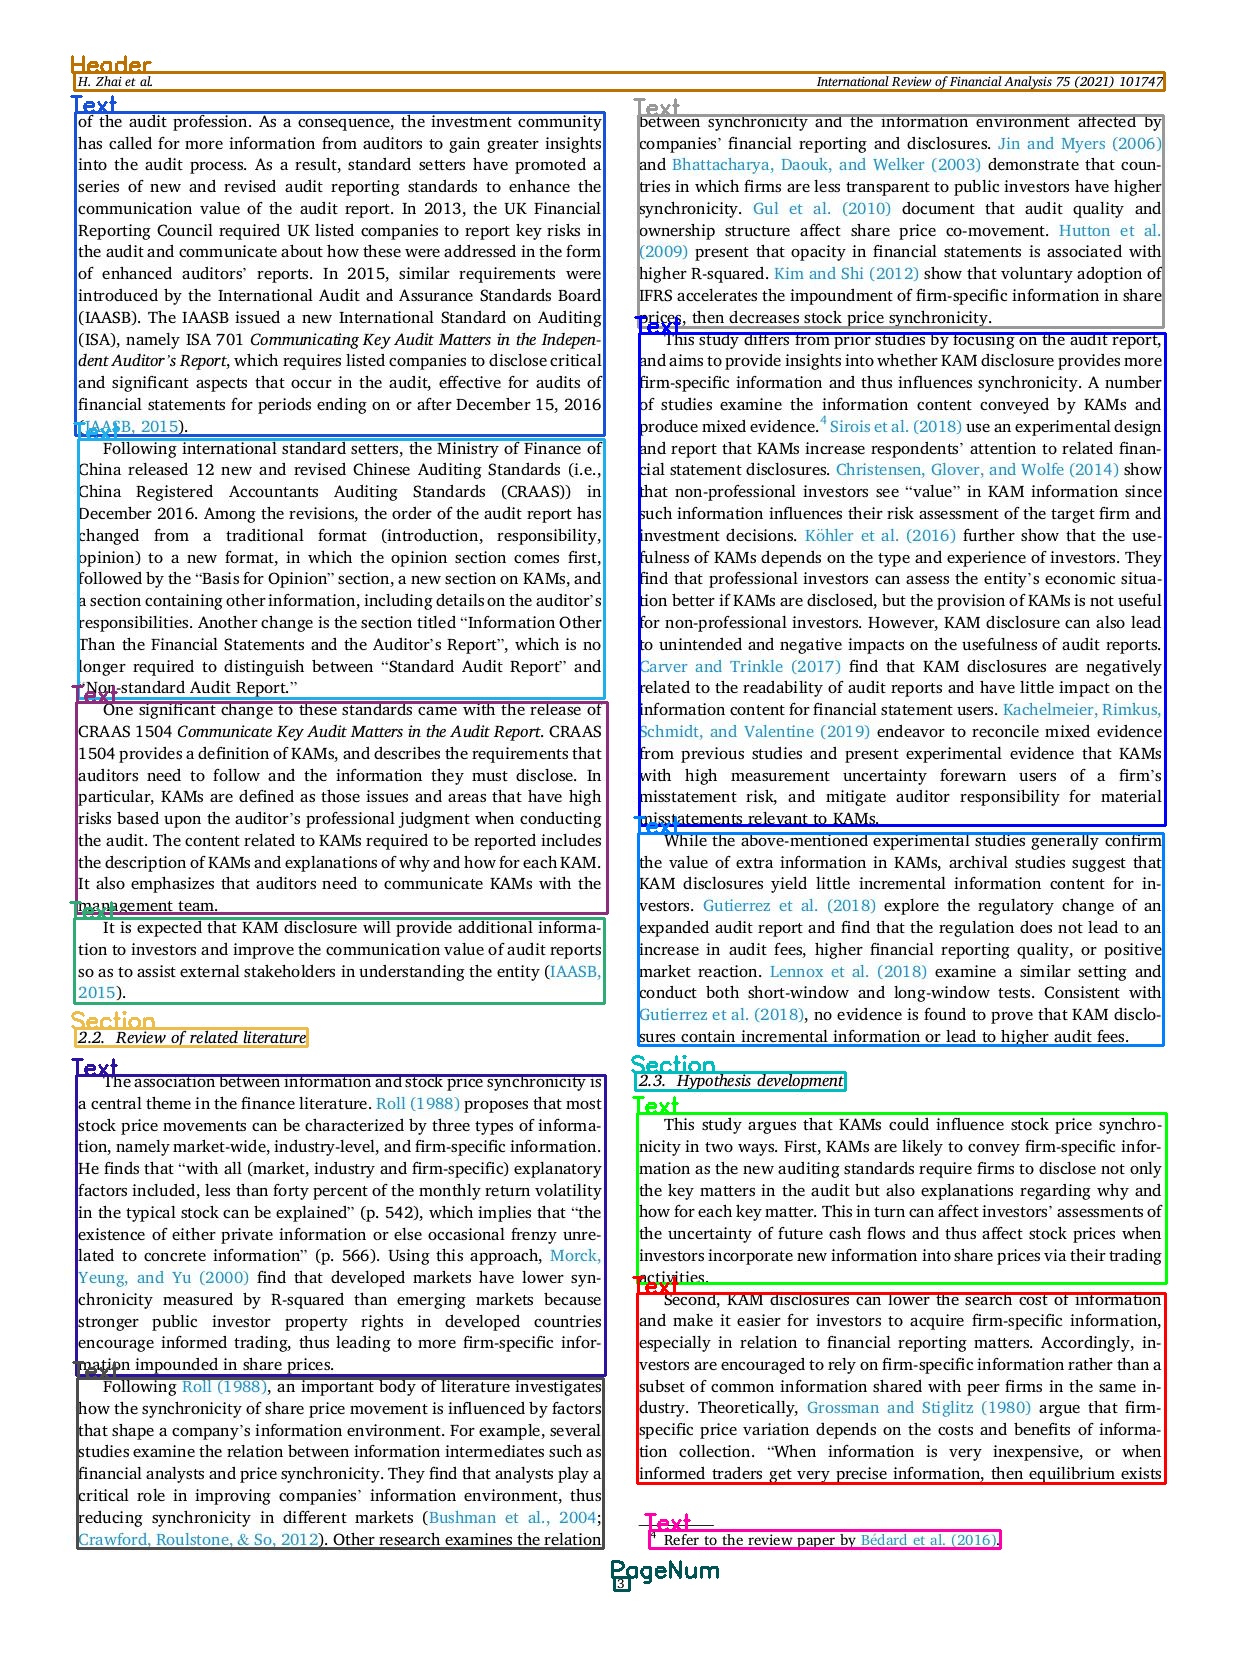 Header
H. Zhai et al.
International Review of Financial Analysis 75 (2021) 101747
Text
of the audit profession. As a consequence, the investment community
has called for more information from auditors to gain greater insights
into the audit process. As a result, standard setters have promoted a
series of new and revised audit reporting standards to enhance the
communication value of the audit report. In 2013, the UK Financial
Reporting Council required UK listed companies to report key risks in
the audit and communicate about how these were addressed in the form
of enhanced auditors’ reports. In 2015, similar requirements were
introduced by the International Audit and Assurance Standards Board
(IAASB). The IAASB issued a new International Standard on Auditing
(ISA), namely ISA 701 Communicating Key Audit Matters in the Indepen-
dent Auditor’s Report, which requires listed companies to disclose critical
and significant aspects that occur in the audit, effective for audits of
financial statements for periods ending on or after December 15, 2016
(IAASB, 2015).
Text
Following international standard setters, the Ministry of Finance of
China released 12 new and revised Chinese Auditing Standards (i.e.,
China Registered Accountants Auditing Standards (CRAAS)) in
December 2016. Among the revisions, the order of the audit report has
changed from a traditional format (introduction, responsibility,
opinion) to a new format, in which the opinion section comes first,
followed by the “Basis for Opinion” section, a new section on KAMs, and
a section containing other information, including details on the auditor’s
responsibilities. Another change is the section titled “Information Other
Than the Financial Statements and the Auditor’s Report”, which is no
longer required to distinguish between “Standard Audit Report” and
“Non-standard Audit Report.”
Text
One significant change to these standards came with the release of
CRAAS 1504 Communicate Key Audit Matters in the Audit Report. CRAAS
1504 provides a definition of KAMs, and describes the requirements that
auditors need to follow and the information they must disclose. In
particular, KAMs are defined as those issues and areas that have high
risks based upon the auditor’s professional judgment when conducting
the audit. The content related to KAMs required to be reported includes
the description of KAMs and explanations of why and how for each KAM.
It also emphasizes that auditors need to communicate KAMs with the
management team.
Text
It is expected that KAM disclosure will provide additional informa-
tion to investors and improve the communication value of audit reports
so as to assist external stakeholders in understanding the entity (IAASB,
2015).
Section
2.2. Review of related literature
Text
The association between information and stock price synchronicity is
a central theme in the finance literature. Roll (1988) proposes that most
stock price movements can be characterized by three types of informa-
tion, namely market-wide, industry-level, and firm-specific information.
He finds that “with all (market, industry and firm-specific) explanatory
factors included, less than forty percent of the monthly return volatility
in the typical stock can be explained” (p. 542), which implies that “the
existence of either private information or else occasional frenzy unre-
lated to concrete information” (p. 566). Using this approach, Morck,
Yeung, and Yu (2000) find that developed markets have lower syn-
chronicity measured by R-squared than emerging markets because
stronger public investor property rights in developed countries
encourage informed trading, thus leading to more firm-specific infor-
mation impounded in share prices.
Text
Following Roll (1988), an important body of literature investigates
how the synchronicity of share price movement is influenced by factors
that shape a company’s information environment. For example, several
studies examine the relation between information intermediates such as
financial analysts and price synchronicity. They find that analysts play a
critical role in improving companies’ information environment, thus
reducing synchronicity in different markets (Bushman et al., 2004;
Crawford, Roulstone, & So, 2012). Other research examines the relation
Text
between synchronicity and the information environment affected by
companies’ financial reporting and disclosures. Jin and Myers (2006)
and Bhattacharya, Daouk, and Welker (2003) demonstrate that coun-
tries in which firms are less transparent to public investors have higher
synchronicity. Gul et al. (2010) document that audit quality and
ownership structure affect share price co-movement. Hutton et al.
(2009) present that opacity in financial statements is associated with
higher R-squared. Kim and Shi (2012) show that voluntary adoption of
IFRS accelerates the impoundment of firm-specific information in share
prices, then decreases stock price synchronicity.
Text
This study differs from prior studies by focusing on the audit report,
and aims to provide insights into whether KAM disclosure provides more
firm-specific information and thus influences synchronicity. A number
of studies examine the information content conveyed by KAMs and
produce mixed evidence.4 Sirois et al. (2018) use an experimental design
and report that KAMs increase respondents’ attention to related finan-
cial statement disclosures. Christensen, Glover, and Wolfe (2014) show
that non-professional investors see “value” in KAM information since
such information influences their risk assessment of the target firm and
investment decisions. Köhler et al. (2016) further show that the use-
fulness of KAMs depends on the type and experience of investors. They
find that professional investors can assess the entity’s economic situa-
tion better if KAMs are disclosed, but the provision of KAMs is not useful
for non-professional investors. However, KAM disclosure can also lead
to unintended and negative impacts on the usefulness of audit reports.
Carver and Trinkle (2017) find that KAM disclosures are negatively
related to the readability of audit reports and have little impact on the
information content for financial statement users. Kachelmeier, Rimkus,
Schmidt, and Valentine (2019) endeavor to reconcile mixed evidence
from previous studies and present experimental evidence that KAMs
with high measurement uncertainty forewarn users of a firm’s
misstatement risk, and mitigate auditor responsibility for material
misstatements relevant to KAMs.
Text
While the above-mentioned experimental studies generally confirm
the value of extra information in KAMs, archival studies suggest that
KAM disclosures yield little incremental information content for in-
vestors. Gutierrez et al. (2018) explore the regulatory change of an
expanded audit report and find that the regulation does not lead to an
increase in audit fees, higher financial reporting quality, or positive
market reaction. Lennox et al. (2018) examine a similar setting and
conduct both short-window and long-window tests. Consistent with
Gutierrez et al. (2018), no evidence is found to prove that KAM disclo-
sures contain incremental information or lead to higher audit fees.
Section
2.3. Hypothesis development
Text
This study argues that KAMs could influence stock price synchro-
nicity in two ways. First, KAMs are likely to convey firm-specific infor-
mation as the new auditing standards require firms to disclose not only
the key matters in the audit but also explanations regarding why and
how for each key matter. This in turn can affect investors’ assessments of
the uncertainty of future cash flows and thus affect stock prices when
investors incorporate new information into share prices via their trading
activities.
Text
Second, KAM disclosures can lower the search cost of information
and make it easier for investors to acquire firm-specific information,
especially in relation to financial reporting matters. Accordingly, in-
vestors are encouraged to rely on firm-specific information rather than a
subset of common information shared with peer firms in the same in-
dustry. Theoretically, Grossman and Stiglitz (1980) argue that firm-
specific price variation depends on the costs and benefits of informa-
tion collection. “When information is very inexpensive, or when
informed traders get very precise information, then equilibrium exists
Text
4 Refer to the review paper by Bédard et al. (2016).
PageNum
3